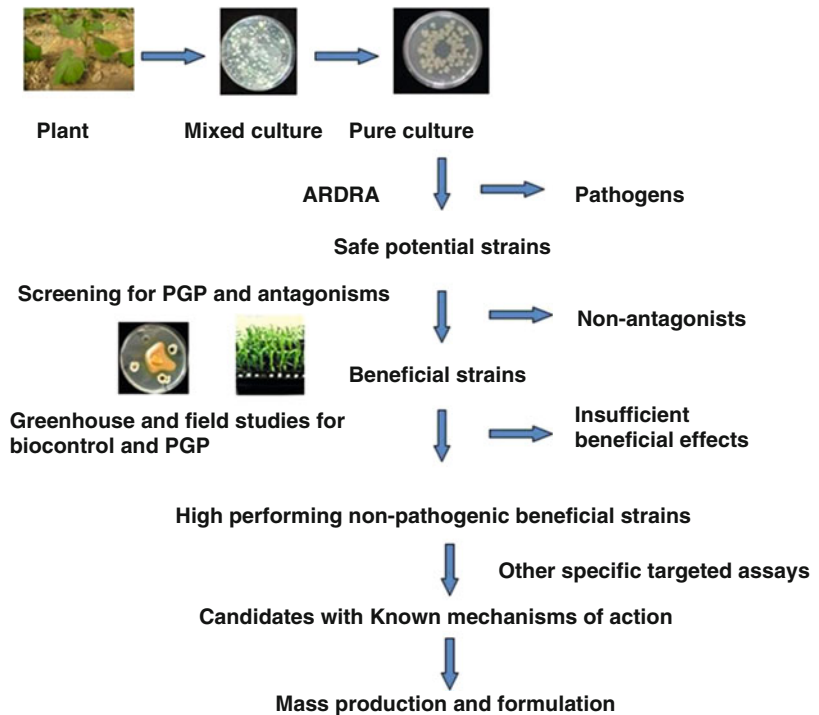 Plant
Mixed culture
Pure culture
ARDRA
Pathogens
Safe potential strains
Screening for PGP and antagonisms
Non-antagonists
Beneficial strains
Greenhouse and field studies for
biocontrol and PGP
Insufficient
beneficial effects
High performing non-pathogenic beneficial strains
Other specific targeted assays
Candidates with Known mechanisms of action
Mass production and formulation